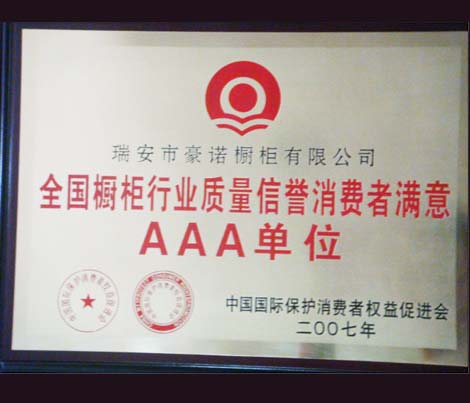 瑞安市豪诺橱柜有限公司
全国橱柜行业质量信誉消费者满意
AAA单位
中国国际保护消费者权益促进会
二〇〇七年